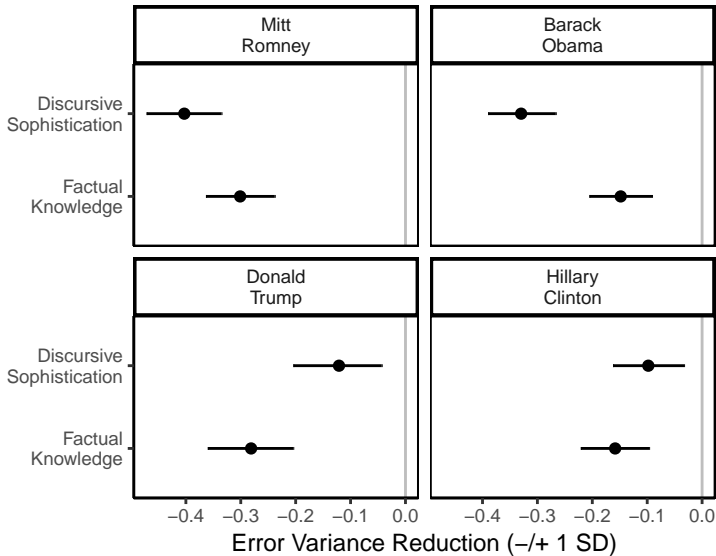 Mitt
Romney
Barack
Obama
Discursive
Sophistication
Factual
Knowledge
Donald
Trump
Hillary
Clinton
Discursive
Sophistication
Factual
Knowledge
−0.4 −0.3 −0.2 −0.1 0.0 −0.4 −0.3 −0.2 −0.1 0.0
Error Variance Reduction (−/+ 1 SD)